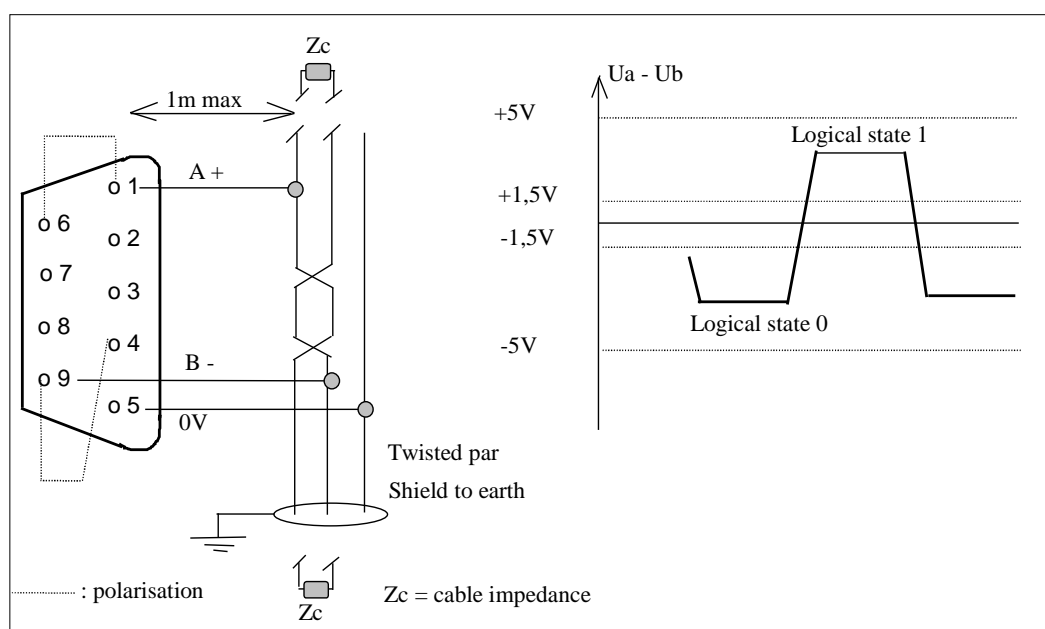 Zc
1m max
A +
o 1
o 6
o 2
o 7
o 3
o 8
o 4
B -
o 9
o 5
0V
Twisted par
Shield to earth
........ : polarisation
Zc
Zc = cable impedance
Ua - Ub
+5V
Logical state 1
+1,5V
-1,5V
Logical state 0
-5V